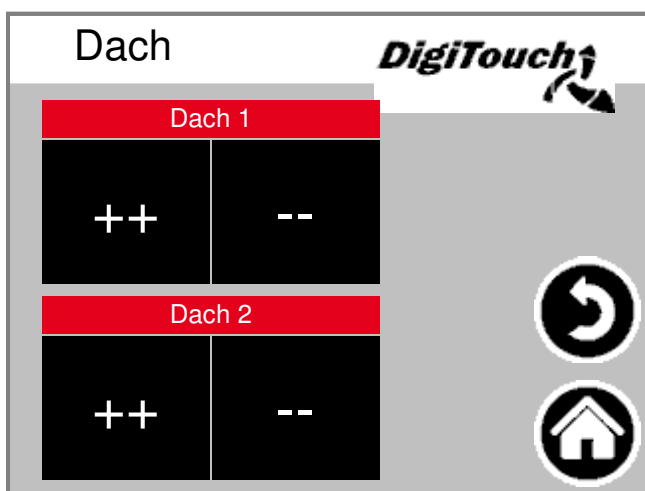 Dach
DigiTouch
Dach 1
++
--
Dach 2
++
--